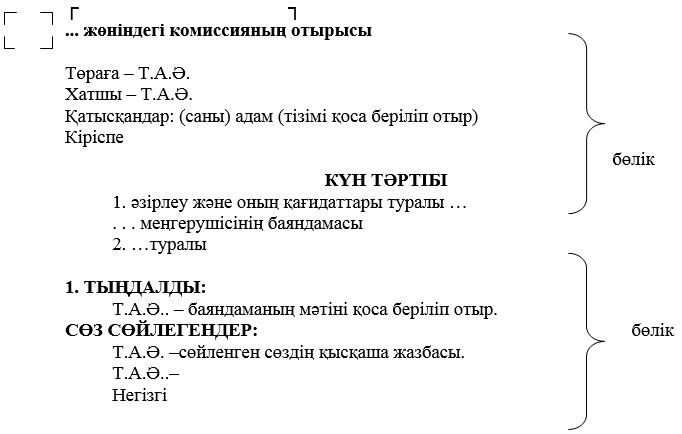 ... жөніндегі комиссияның отырысы
Төраға – Т.А.Ә.
Хатшы – Т.А.Ә.
Қатысқандар: (саны) адам (тізімі қоса беріліп отыр)
Кіріспе
бөлік
КҮН ТӘРТІБІ
1. әзірлеу және оның қағидаттары туралы …
. . . меңгерушісінің баяндамасы
2. …туралы
1. ТЫҢДАЛДЫ:
Т.А.Ә.. – баяндаманың мәтіні қоса беріліп отыр.
СӨЗ СӨЙЛЕГЕНДЕР:
бөлік
Т.А.Ә. –сөйленген сөздің қысқаша жазбасы.
Т.А.Ә..–
Негізгі